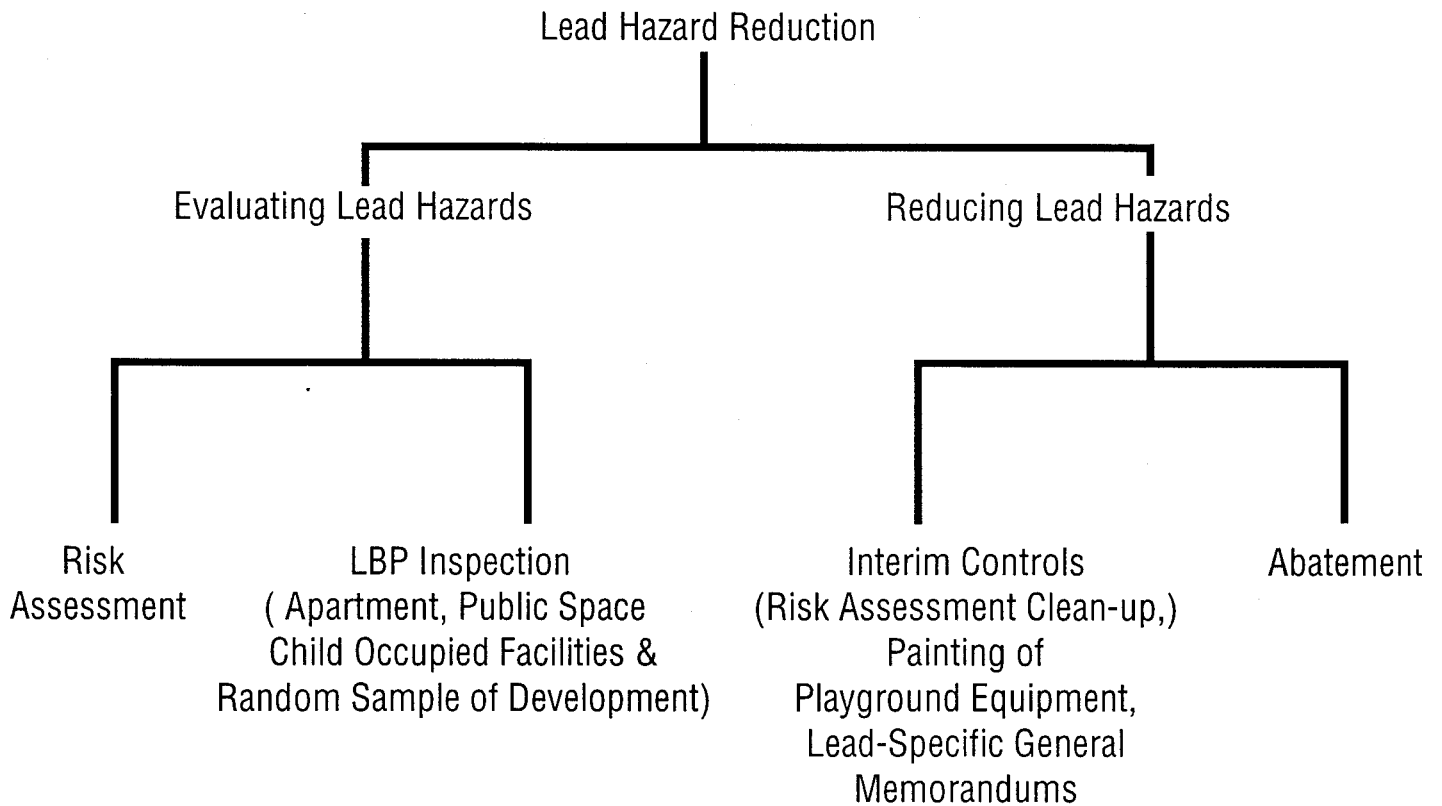 Lead Hazard Reduction
Evaluating Lead Hazards
Reducing Lead Hazards
Risk
Assessment
LBP Inspection
( Apartment, Public Space
Child Occupied Facilities &
Random Sample of Development)
Interim Controls
(Risk Assessment Clean-up,)
Painting of
Playground Equipment,
Lead-Specific General
Memorandums
Abatement